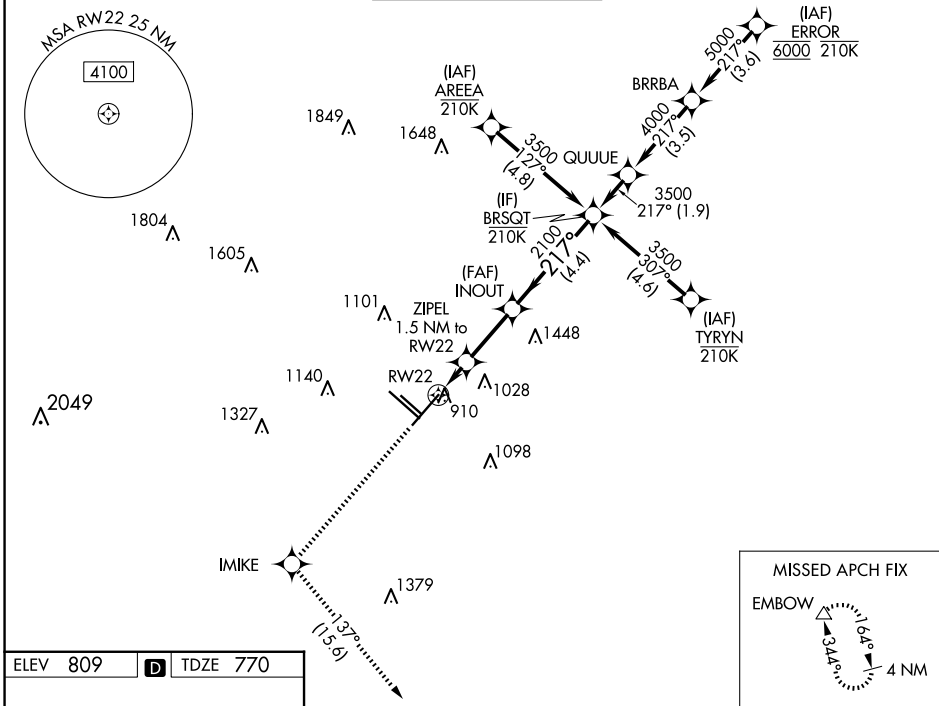 MSA RW22 25 NM
4100
(IAF)
ERROR
6000 210K
5000
217°
(3.6)
BRRBA
4000
217°
(3.5)
(IAF)
AREEA
210K
1849
1648
3500
127°
(4.8)
QUUUE
3500
217° (1.9)
(IF)
BRSQT
210K
1804
1605
2100
217°
(4.4)
3500
307°
(4.6)
(IAF)
TYRYN
210K
(FAF)
INOUT
1101
ZIPEL
1.5 NM to
RW22
1448
1140
RW22
1028
910
2049
1327
1098
IMIKE
1379
137°
(15.6)
MISSED APCH FIX
EMBOW
164°
344°
4 NM
ELEV 809 D TDZE 770